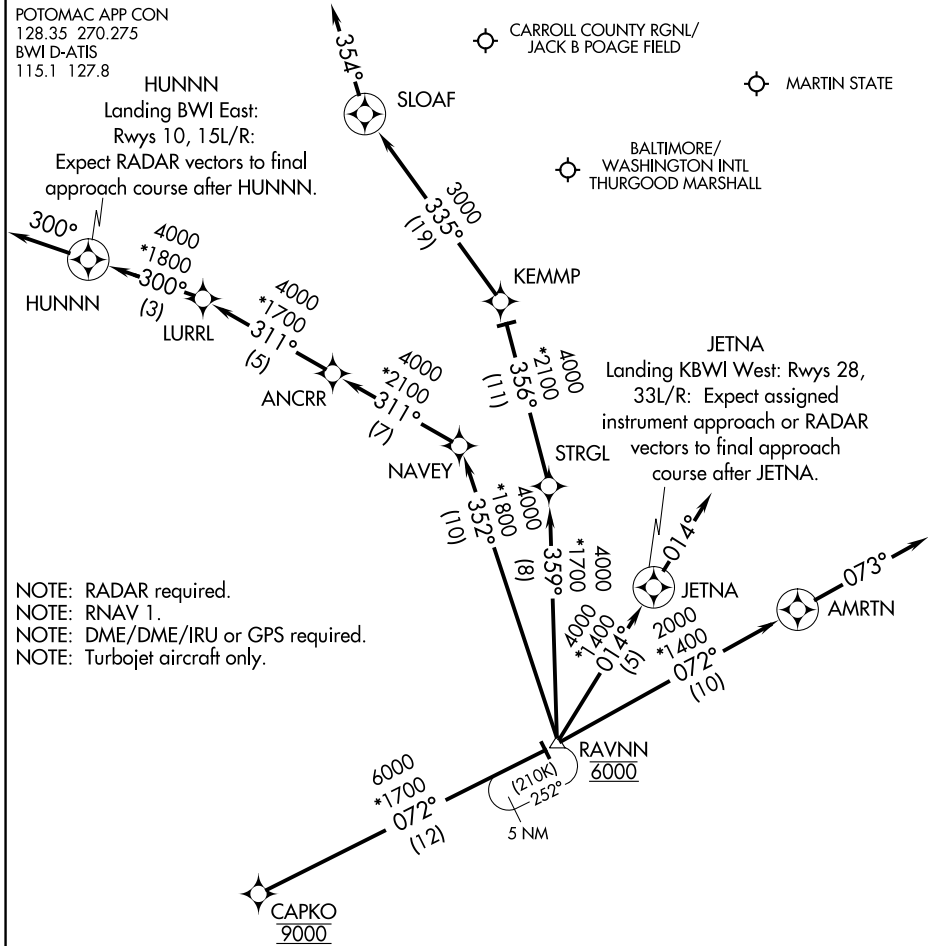 POTOMAC APP CON
128.35 270.275
BWI D-ATIS
115.1 127.8
CARROLL COUNTY RGNL/
JACK B POAGE FIELD
MARTIN STATE
BALTIMORE/
WASHINGTON INTL
THURGOOD MARSHALL
HUNNN
Landing BWI East:
Rwys 10, 15L/R:
Expect RADAR vectors to final
approach course after HUNNN.
354°
SLOAF
3000
335°
(19)
KEMMP
300°
HUNNN
4000
*1800
300°
(3)
LURRL
4000
*1700
311°
(5)
ANCRR
4000
*2100
311°
(7)
NAVEY
4000
*2100
356°
(11)
STRGL
JETNA
Landing KBWI West: Rwys 28,
33L/R: Expect assigned
instrument approach or RADAR
vectors to final approach
course after JETNA.
4000
*1800
352°
(10)
4000
*1700
359°
(8)
014°
JETNA
4000
*1400
014°
(5)
073°
AMRTN
2000
*1400
072°
(10)
NOTE: RADAR required.
NOTE: RNAV 1.
NOTE: DME/DME/IRU or GPS required.
NOTE: Turbojet aircraft only.
RAVNN
6000
(210K)
252°
5 NM
6000
*1700
072°
(12)
CAPKO
9000